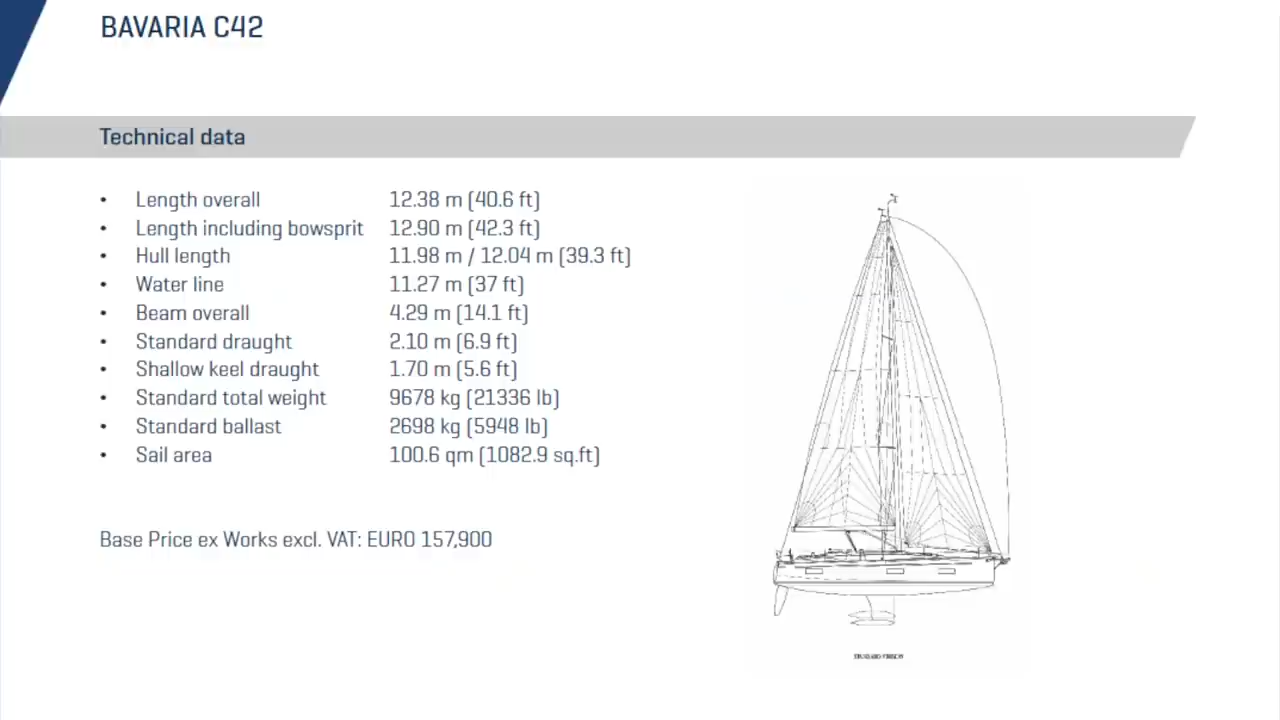 BAVARIA C42
Technical data
• Length overall 12.38 m (40.6 ft)
• Length including bowsprit 12.90 m (42.3 ft)
• Hull length 11.98 m / 12.04 m (39.3 ft)
• Water line 11.27 m (37 ft)
• Beam overall 4.29 m (14.1 ft)
• Standard draught 2.10 m (6.9 ft)
• Shallow keel draught 1.70 m (5.6 ft)
• Standard total weight 9678 kg (21336 lb)
• Standard ballast 2698 kg (5948 lb)
• Sail area 100.6 qm (1082.9 sq.ft)
Base Price ex Works excl. VAT: EURO 157,900